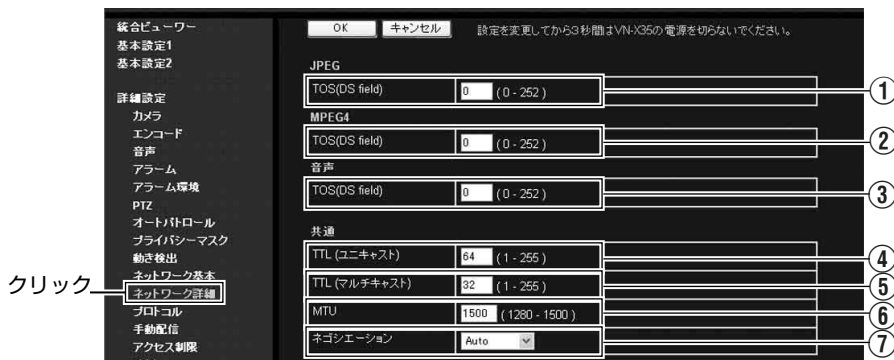 統合ビューワー
基本設定1
基本設定2
詳細設定
カメラ
エンコード
音声
アラーム
アラーム環境
PTZ
オートパトロール
プライバシーマスク
動き検出
ネットワーク基本
ネットワーク詳細
プロトコル
手動配信
アクセス制限
クリック
OK キャンセル 設定を変更してから3秒間はVN-X35の電源を切らないでください。
JPEG
TOS(DS field) 0 (0 - 252) ①
MPEG4
TOS(DS field) 0 (0 - 252) ②
音声
TOS(DS field) 0 (0 - 252) ③
共通
TTL (ユニキャスト) 64 (1 - 255) ④
TTL (マルチキャスト) 32 (1 - 255) ⑤
MTU 1500 (1280 - 1500) ⑥
ネゴシエーション Auto ⑦